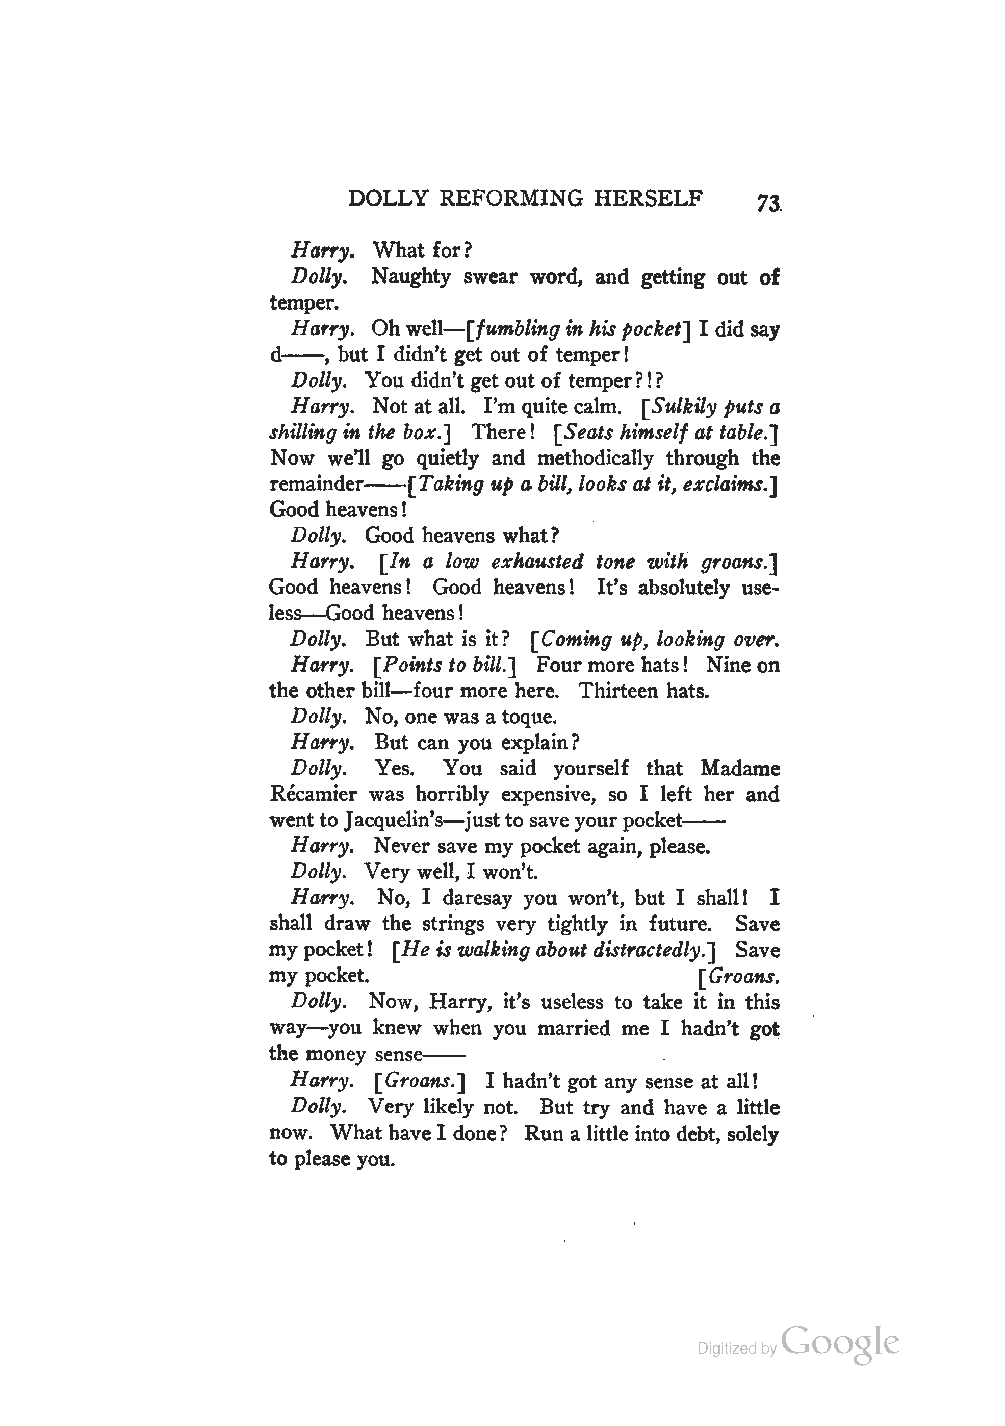 DOLLY REFORMING HERSELF 73.
Harry. What for?
Dolly. Naughty swear word, and getting out of
temper.
Harry. Oh well—[fumbling in his pocket] I did say
d——, but I didn't get out of temper!
Dolly. You didn't get out of temper?!?
Harry. Not at all. I'm quite calm. [Sulkily puts a
shilling in the box.] There! [Seats himself at table.]
Now we'll go quietly and methodically through the
remainder——[Taking up a bill, looks at it, exclaims.]
Good heavens!
Dolly. Good heavens what?
Harry. [In a low exhausted tone with groans.]
Good heavens! Good heavens! It's absolutely use-
less—Good heavens!
Dolly. But what is it? [Coming up, looking over.
Harry. [Points to bill.] Four more hats! Nine on
the other bill—four more here. Thirteen hats.
Dolly. No, one was a toque.
Harry. But can you explain?
Dolly. Yes. You said yourself that Madame
Récamier was horribly expensive, so I left her and
went to Jacquelin's—just to save your pocket——
Harry. Never save my pocket again, please.
Dolly. Very well, I won't.
Harry. No, I daresay you won't, but I shall! I
shall draw the strings very tightly in future. Save
my pocket! [He is walking about distractedly.] Save
my pocket. [Groans.
Dolly. Now, Harry, it's useless to take it in this
way—you knew when you married me I hadn't got
the money sense——
Harry. [Groans.] I hadn't got any sense at all!
Dolly. Very likely not. But try and have a little
now. What have I done? Run a little into debt, solely
to please you.
Digitized by Google